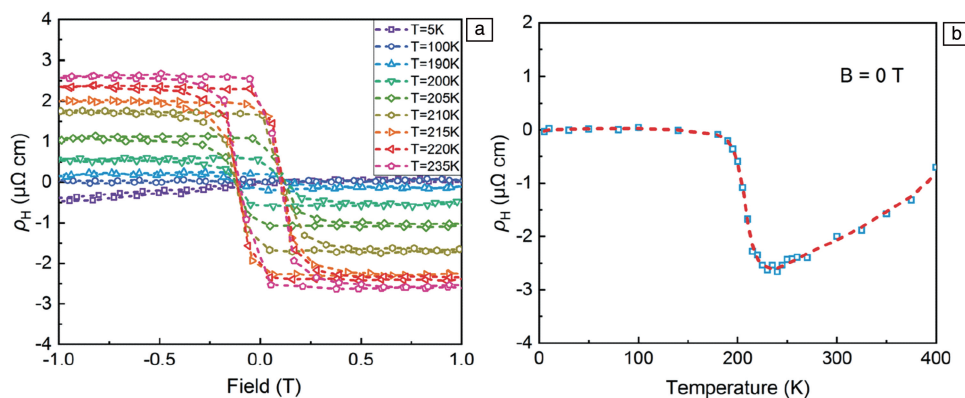 a
3
2
1
0
-1
-2
-3
-4
ρH (μΩ cm)
-1.0
-0.5
0.0
0.5
1.0
Field (T)
T=5K
T=100K
T=190K
T=200K
T=205K
T=210K
T=215K
T=220K
T=235K
b
2
1
0
-1
-2
-3
-4
ρH (μΩ cm)
B = 0 T
0
100
200
300
400
Temperature (K)